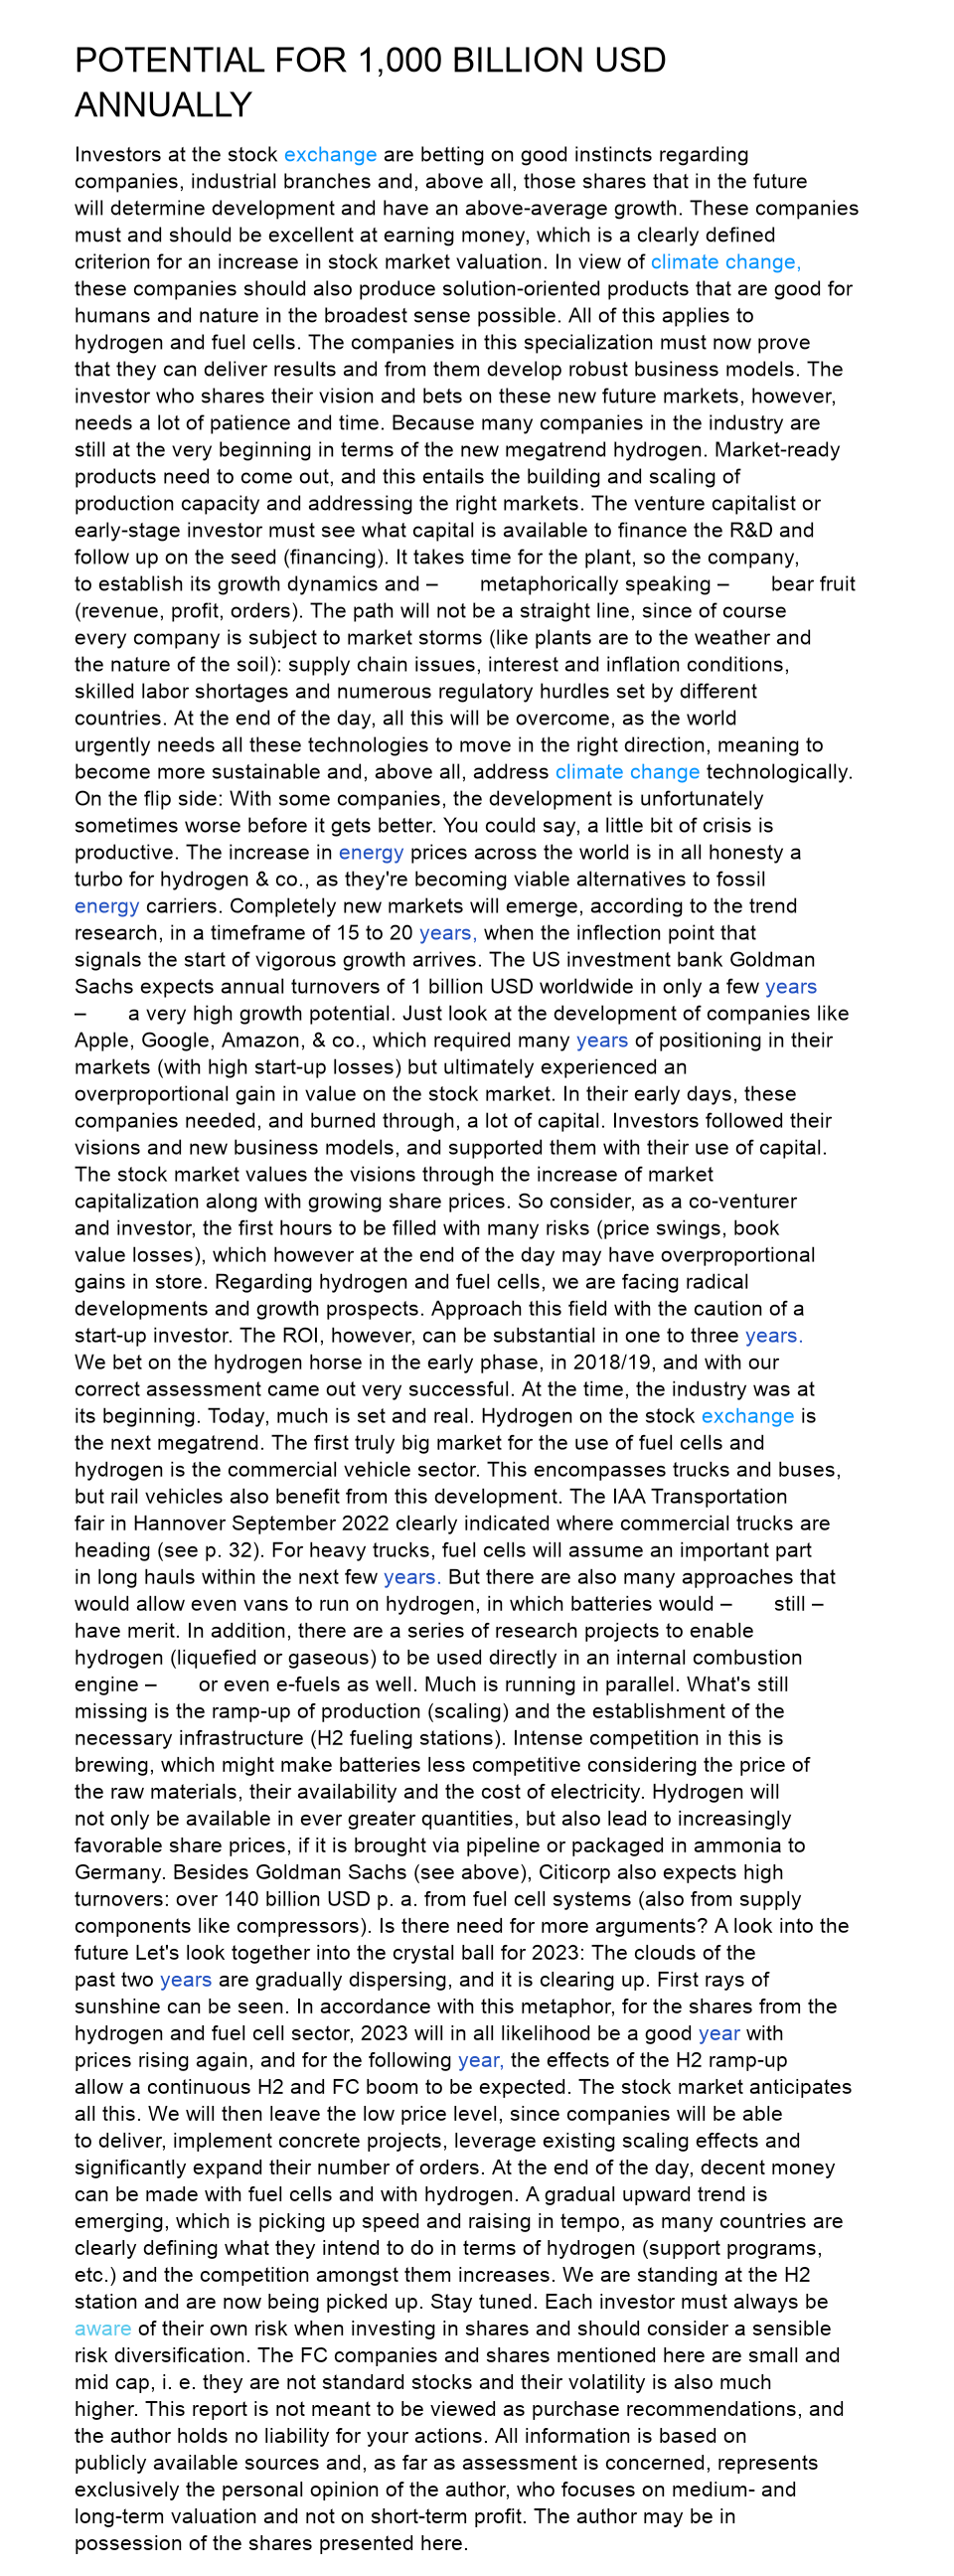 POTENTIAL FOR 1,000 BILLION USD
ANNUALLY
Investors at the stock exchange are betting on good instincts regarding
companies, industrial branches and, above all, those shares that in the future
will determine development and have an above-average growth. These companies
must and should be excellent at earning money, which is a clearly defined
criterion for an increase in stock market valuation. In view of climate change,
these companies should also produce solution-oriented products that are good for
humans and nature in the broadest sense possible. All of this applies to
hydrogen and fuel cells. The companies in this specialization must now prove
that they can deliver results and from them develop robust business models. The
investor who shares their vision and bets on these new future markets, however,
needs a lot of patience and time. Because many companies in the industry are
still at the very beginning in terms of the new megatrend hydrogen. Market-ready
products need to come out, and this entails the building and scaling of
production capacity and addressing the right markets. The venture capitalist or
early-stage investor must see what capital is available to finance the R&D and
follow up on the seed (financing). It takes time for the plant, so the company,
to establish its growth dynamics and – metaphorically speaking – bear fruit
(revenue, profit, orders). The path will not be a straight line, since of course
every company is subject to market storms (like plants are to the weather and
the nature of the soil): supply chain issues, interest and inflation conditions,
skilled labor shortages and numerous regulatory hurdles set by different
countries. At the end of the day, all this will be overcome, as the world
urgently needs all these technologies to move in the right direction, meaning to
become more sustainable and, above all, address climate change technologically.
On the flip side: With some companies, the development is unfortunately
sometimes worse before it gets better. You could say, a little bit of crisis is
productive. The increase in energy prices across the world is in all honesty a
turbo for hydrogen & co., as they're becoming viable alternatives to fossil
energy carriers. Completely new markets will emerge, according to the trend
research, in a timeframe of 15 to 20 years, when the inflection point that
signals the start of vigorous growth arrives. The US investment bank Goldman
Sachs expects annual turnovers of 1 billion USD worldwide in only a few years
– a very high growth potential. Just look at the development of companies like
Apple, Google, Amazon, & co., which required many years of positioning in their
markets (with high start-up losses) but ultimately experienced an
overproportional gain in value on the stock market. In their early days, these
companies needed, and burned through, a lot of capital. Investors followed their
visions and new business models, and supported them with their use of capital.
The stock market values the visions through the increase of market
capitalization along with growing share prices. So consider, as a co-venturer
and investor, the first hours to be filled with many risks (price swings, book
value losses), which however at the end of the day may have overproportional
gains in store. Regarding hydrogen and fuel cells, we are facing radical
developments and growth prospects. Approach this field with the caution of a
start-up investor. The ROI, however, can be substantial in one to three years.
We bet on the hydrogen horse in the early phase, in 2018/19, and with our
correct assessment came out very successful. At the time, the industry was at
its beginning. Today, much is set and real. Hydrogen on the stock exchange is
the next megatrend. The first truly big market for the use of fuel cells and
hydrogen is the commercial vehicle sector. This encompasses trucks and buses,
but rail vehicles also benefit from this development. The IAA Transportation
fair in Hannover September 2022 clearly indicated where commercial trucks are
heading (see p. 32). For heavy trucks, fuel cells will assume an important part
in long hauls within the next few years. But there are also many approaches that
would allow even vans to run on hydrogen, in which batteries would – still –
have merit. In addition, there are a series of research projects to enable
hydrogen (liquefied or gaseous) to be used directly in an internal combustion
engine – or even e-fuels as well. Much is running in parallel. What's still
missing is the ramp-up of production (scaling) and the establishment of the
necessary infrastructure (H2 fueling stations). Intense competition in this is
brewing, which might make batteries less competitive considering the price of
the raw materials, their availability and the cost of electricity. Hydrogen will
not only be available in ever greater quantities, but also lead to increasingly
favorable share prices, if it is brought via pipeline or packaged in ammonia to
Germany. Besides Goldman Sachs (see above), Citicorp also expects high
turnovers: over 140 billion USD p. a. from fuel cell systems (also from supply
components like compressors). Is there need for more arguments? A look into the
future Let's look together into the crystal ball for 2023: The clouds of the
past two years are gradually dispersing, and it is clearing up. First rays of
sunshine can be seen. In accordance with this metaphor, for the shares from the
hydrogen and fuel cell sector, 2023 will in all likelihood be a good year with
prices rising again, and for the following year, the effects of the H2 ramp-up
allow a continuous H2 and FC boom to be expected. The stock market anticipates
all this. We will then leave the low price level, since companies will be able
to deliver, implement concrete projects, leverage existing scaling effects and
significantly expand their number of orders. At the end of the day, decent money
can be made with fuel cells and with hydrogen. A gradual upward trend is
emerging, which is picking up speed and raising in tempo, as many countries are
clearly defining what they intend to do in terms of hydrogen (support programs,
etc.) and the competition amongst them increases. We are standing at the H2
station and are now being picked up. Stay tuned. Each investor must always be
aware of their own risk when investing in shares and should consider a sensible
risk diversification. The FC companies and shares mentioned here are small and
mid cap, i. e. they are not standard stocks and their volatility is also much
higher. This report is not meant to be viewed as purchase recommendations, and
the author holds no liability for your actions. All information is based on
publicly available sources and, as far as assessment is concerned, represents
exclusively the personal opinion of the author, who focuses on medium- and
long-term valuation and not on short-term profit. The author may be in
possession of the shares presented here.